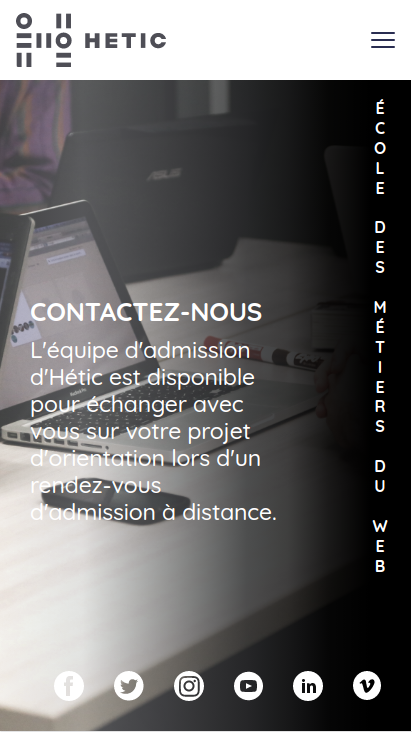 HETIC
CONTACTEZ-NOUS
L'équipe d'admission
d'Hétic est disponible
pour échanger avec
vous sur votre projet
d'orientation lors d'un
rendez-vous
d'admission à distance.
ÉCOLE DES MÉTIERS DU WEB
ASUS